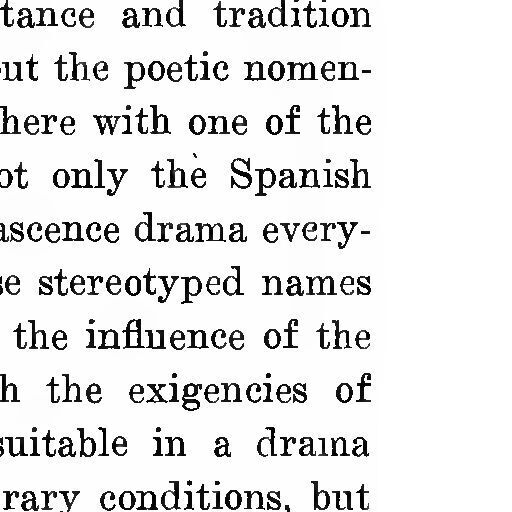 tance and tradition
ut the poetic nomen-
here with one of the
ot only the Spanish
ascence drama every-
se stereotyped names
the influence of the
h the exigencies of
suitable in a drama
rary conditions, but